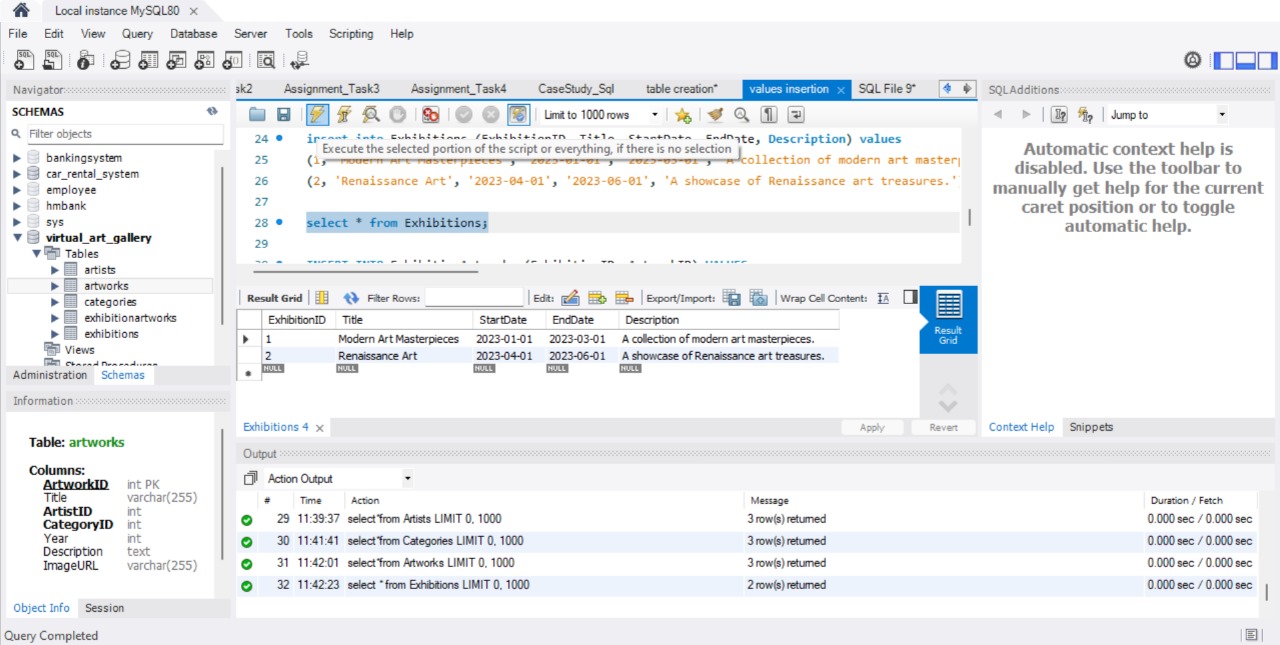 Local instance MySQL80 ×
File Edit View Query Database Server Tools Scripting Help
Navigator
SCHEMAS
Filter objects
bankingsystem
car_rental_system
employee
hmbank
sys
virtual_art_gallery
Tables
artists
artworks
categories
exhibitionartworks
exhibitions
Views
Stored Procedures
Administration Schemas
Information
Table: artworks
Columns:
ArtworkID int PK
Title varchar(255)
ArtistID int
CategoryID int
Year int
Description text
ImageURL varchar(255)
Object Info Session
Query Completed
sk2 Assignment_Task3 Assignment_Task4 CaseStudy_Sql table creation* values insertion × SQL File 9*
Limit to 1000 rows
24 insert into Exhibitions (ExhibitionID, Title, StartDate, EndDate, Description) values
Execute the selected portion of the script or everything, if there is no selection
25 (1, 'Modern Art Masterpieces', '2023-01-01', '2023-03-01', 'A collection of modern art masterp
26 (2, 'Renaissance Art', '2023-04-01', '2023-06-01', 'A showcase of Renaissance art treasures.'
27
28 select * from Exhibitions;
29
30 INSERT INTO ExhibitionArtworks (ExhibitionID, ArtworkID) VALUES
Result Grid Filter Rows: Edit: Export/Import: Wrap Cell Content: IA
ExhibitionID Title StartDate EndDate Description
1 Modern Art Masterpieces 2023-01-01 2023-03-01 A collection of modern art masterpieces.
2 Renaissance Art 2023-04-01 2023-06-01 A showcase of Renaissance art treasures.
NULL NULL NULL NULL NULL
Result
Grid
Exhibitions 4 × Apply Revert
Output
Action Output
# Time Action Message Duration / Fetch
29 11:39:37 select*from Artists LIMIT 0, 1000 3 row(s) returned 0.000 sec / 0.000 sec
30 11:41:41 select*from Categories LIMIT 0, 1000 3 row(s) returned 0.000 sec / 0.000 sec
31 11:42:01 select*from Artworks LIMIT 0, 1000 3 row(s) returned 0.000 sec / 0.000 sec
32 11:42:23 select * from Exhibitions LIMIT 0, 1000 2 row(s) returned 0.000 sec / 0.000 sec
SQLAdditions
Jump to
Automatic context help is
disabled. Use the toolbar to
manually get help for the current
caret position or to toggle
automatic help.
Context Help Snippets